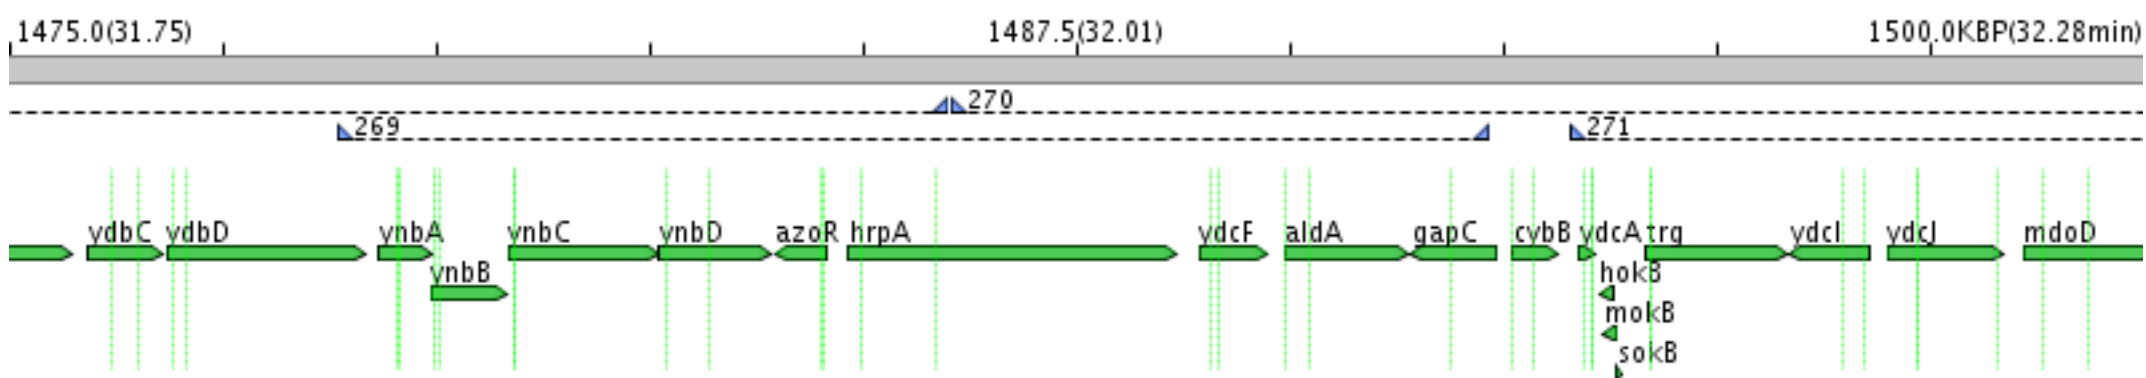 1475.0(31.75) 1487.5(32.01) 1500.0KBP(32.28min)
270
269 271
ydbC ydbD ynbA ynbC ynbD azoR hrpA ydcF aldA gapC cybB ydcA trg ydcI ydcJ mdoD
ynbB hokB
mokB
sokB